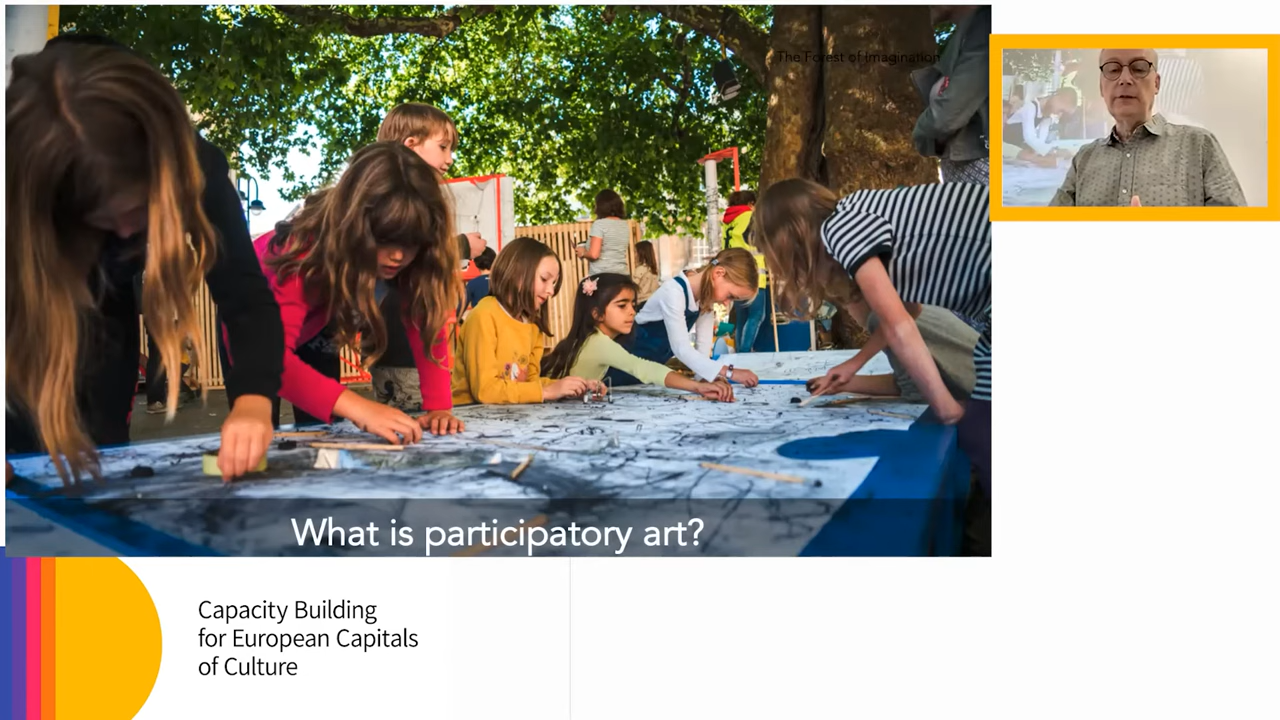 The Forest of Imagination
What is participatory art?
Capacity Building
for European Capitals
of Culture